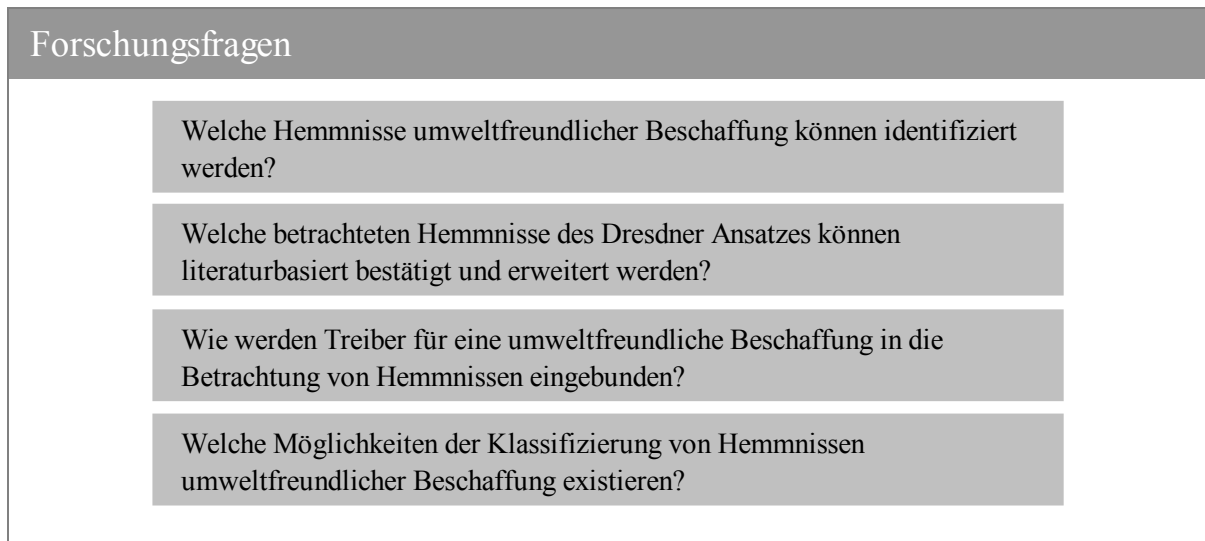 Forschungsfragen
Welche Hemmnisse umweltfreundlicher Beschaffung können identifiziert
werden?
Welche betrachteten Hemmnisse des Dresdner Ansatzes können
literaturbasiert bestätigt und erweitert werden?
Wie werden Treiber für eine umweltfreundliche Beschaffung in die
Betrachtung von Hemmnissen eingebunden?
Welche Möglichkeiten der Klassifizierung von Hemmnissen
umweltfreundlicher Beschaffung existieren?